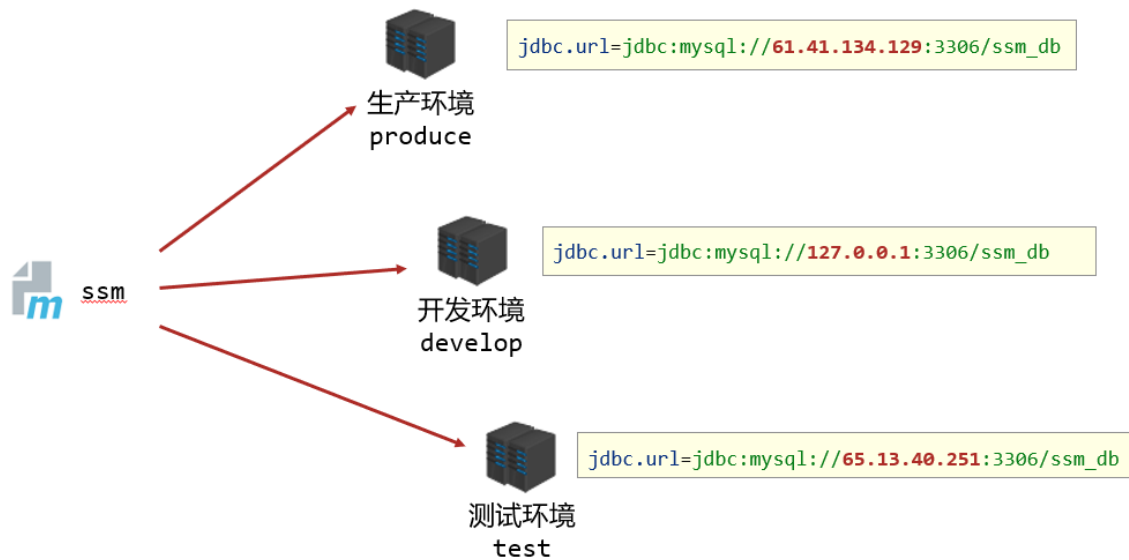 jdbc.url=jdbc:mysql://61.41.134.129:3306/ssm_db
生产环境
produce
jdbc.url=jdbc:mysql://127.0.0.1:3306/ssm_db
m ssm
开发环境
develop
jdbc.url=jdbc:mysql://65.13.40.251:3306/ssm_db
测试环境
test